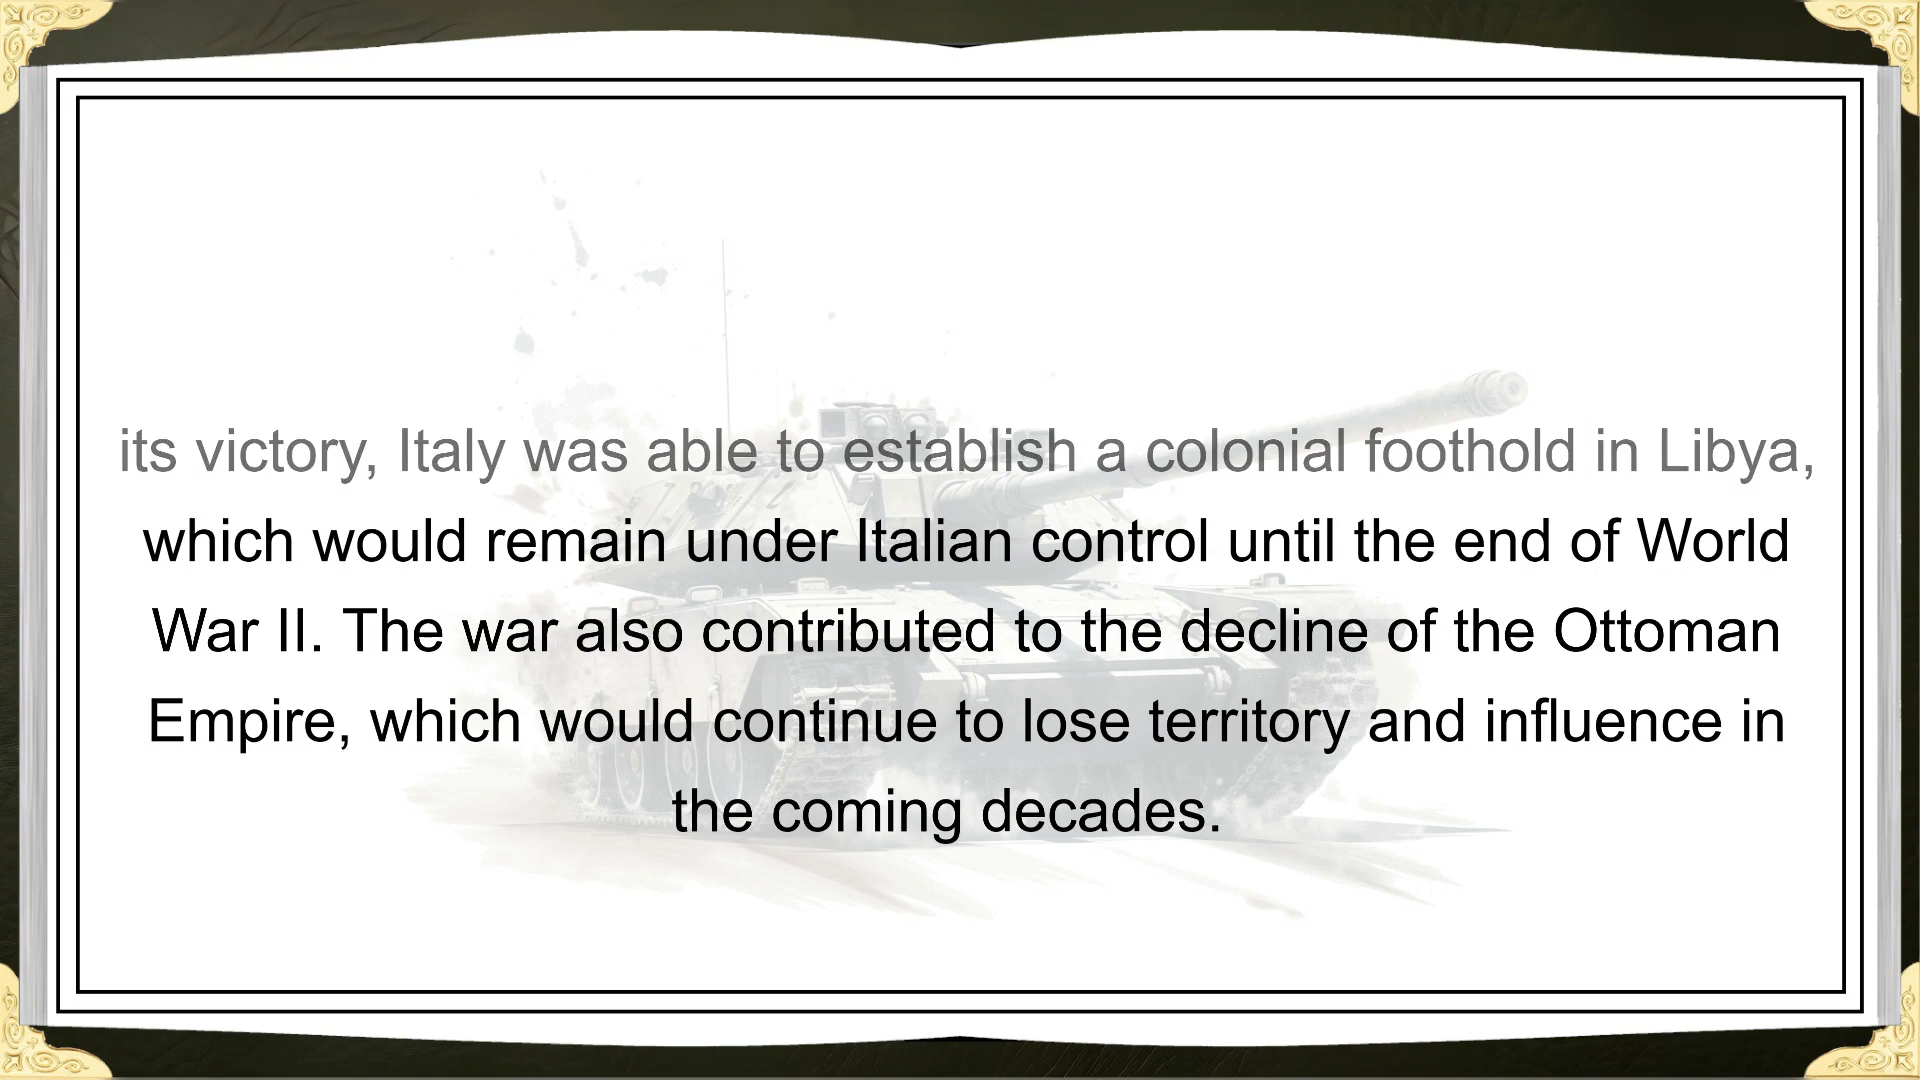 its victory, Italy was able to establish a colonial foothold in Libya,
which would remain under Italian control until the end of World
War II. The war also contributed to the decline of the Ottoman
Empire, which would continue to lose territory and influence in
the coming decades.